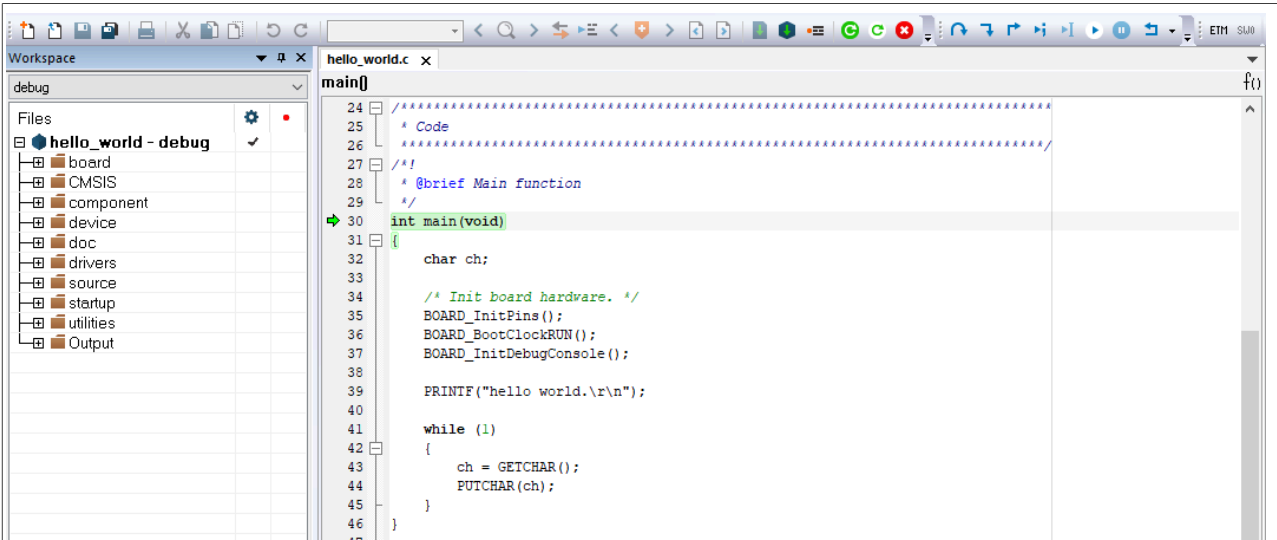 ETM SWO
Workspace
hello_world.c
debug
main()
f()
Files
hello_world - debug
board
CMSIS
component
device
doc
drivers
source
startup
utilities
Output
24 /*******************************************************************************
25  * Code
26  ******************************************************************************/
27 /*!
28  * @brief Main function
29  */
30 int main(void)
31 {
32     char ch;
33
34     /* Init board hardware. */
35     BOARD_InitPins();
36     BOARD_BootClockRUN();
37     BOARD_InitDebugConsole();
38
39     PRINTF("hello world.\r\n");
40
41     while (1)
42     {
43         ch = GETCHAR();
44         PUTCHAR(ch);
45     }
46 }